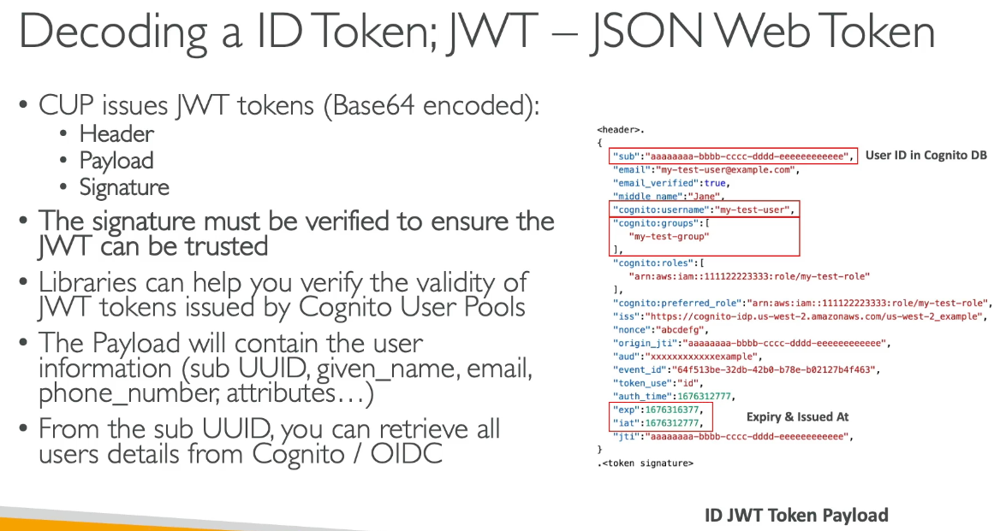 Decoding a ID Token; JWT – JSON Web Token
• CUP issues JWT tokens (Base64 encoded):
• Header
• Payload
• Signature
• The signature must be verified to ensure the
JWT can be trusted
• Libraries can help you verify the validity of
JWT tokens issued by Cognito User Pools
• The Payload will contain the user
information (sub UUID, given_name, email,
phone_number, attributes…)
• From the sub UUID, you can retrieve all
users details from Cognito / OIDC
<header>.
{
"sub":"aaaaaaaa-bbbb-cccc-dddd-eeeeeeeeeeee", User ID in Cognito DB
"email":"my-test-user@example.com",
"email_verified":true,
"middle_name":"Jane",
"cognito:username":"my-test-user",
"cognito:groups":[
"my-test-group"
],
"cognito:roles":[
"arn:aws:iam::111122223333:role/my-test-role"
],
"cognito:preferred_role":"arn:aws:iam::111122223333:role/my-test-role",
"iss":"https://cognito-idp.us-west-2.amazonaws.com/us-west-2_example",
"nonce":"abcdefg",
"origin_jti":"aaaaaaaa-bbbb-cccc-dddd-eeeeeeeeeeee",
"aud":"xxxxxxxxxxxxexample",
"event_id":"64f513be-32db-42b0-b78e-b02127b4f463",
"token_use":"id",
"auth_time":1676312777,
"exp":1676316377, Expiry & Issued At
"iat":1676312777,
"jti":"aaaaaaaa-bbbb-cccc-dddd-eeeeeeeeeeee",
}
.<token signature>
ID JWT Token Payload